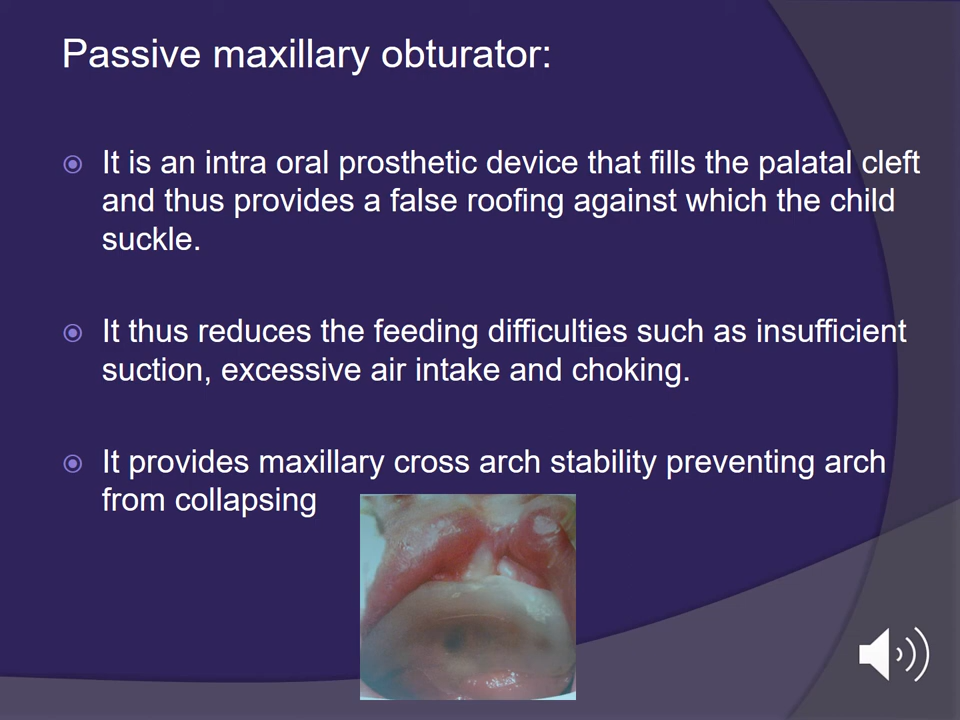 Passive maxillary obturator:
It is an intra oral prosthetic device that fills the palatal cleft
and thus provides a false roofing against which the child
suckle.
It thus reduces the feeding difficulties such as insufficient
suction, excessive air intake and choking.
It provides maxillary cross arch stability preventing arch
from collapsing